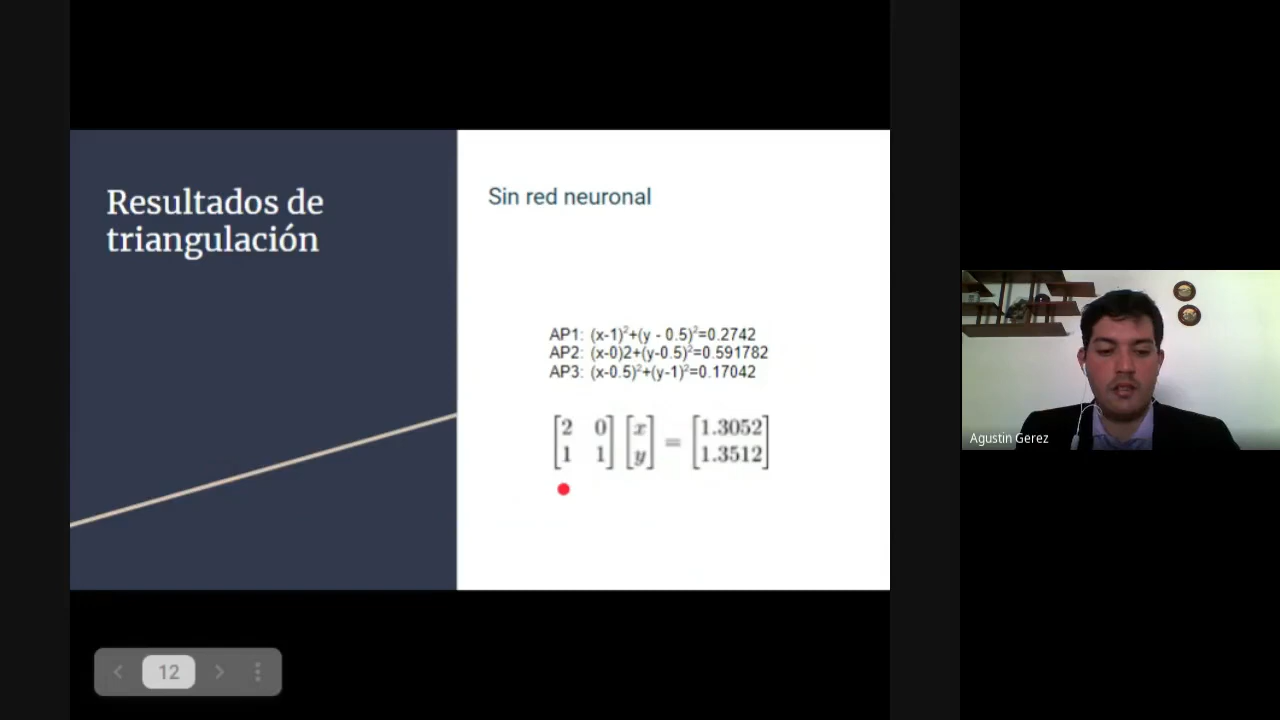 Resultados de
triangulación
Sin red neuronal
AP1: (x-1)²+(y - 0.5)²=0.2742
AP2: (x-0)2+(y-0.5)²=0.591782
AP3: (x-0.5)²+(y-1)²=0.17042
[2 0] [x] = [1.3052]
[1 1] [y] [1.3512]
Agustin Gerez
12